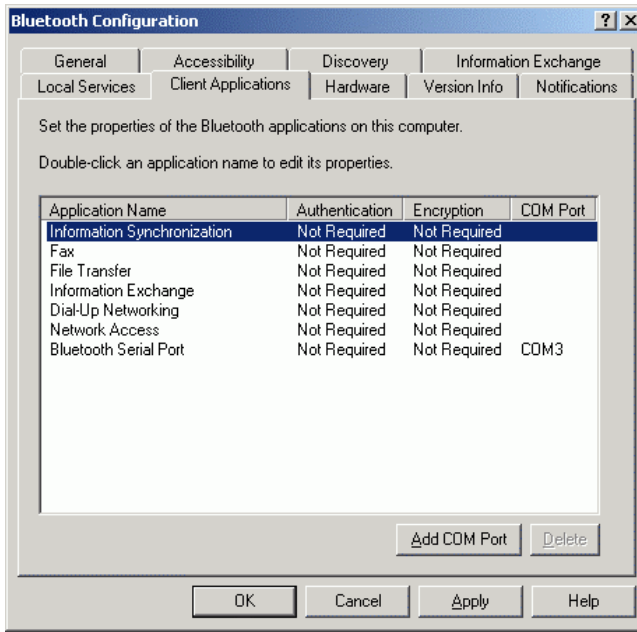 Bluetooth Configuration
General Accessibility Discovery Information Exchange
Local Services Client Applications Hardware Version Info Notifications
Set the properties of the Bluetooth applications on this computer.
Double-click an application name to edit its properties.
Application Name Authentication Encryption COM Port
Information Synchronization Not Required Not Required
Fax Not Required Not Required
File Transfer Not Required Not Required
Information Exchange Not Required Not Required
Dial-Up Networking Not Required Not Required
Network Access Not Required Not Required
Bluetooth Serial Port Not Required Not Required COM3
Add COM Port Delete
OK Cancel Apply Help